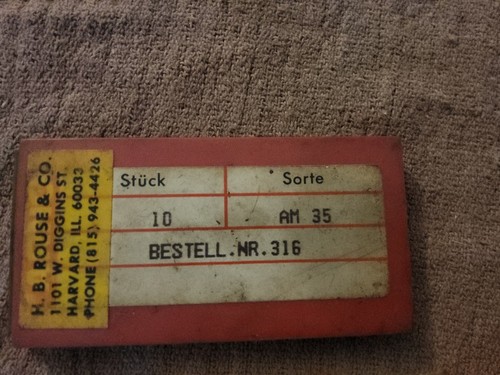 H. B. ROUSE & CO.
1101 W. DIGGINS ST.
HARVARD, ILL. 60033
PHONE (815) 943-4426
Stück Sorte
10 AM 35
BESTELL.NR.316